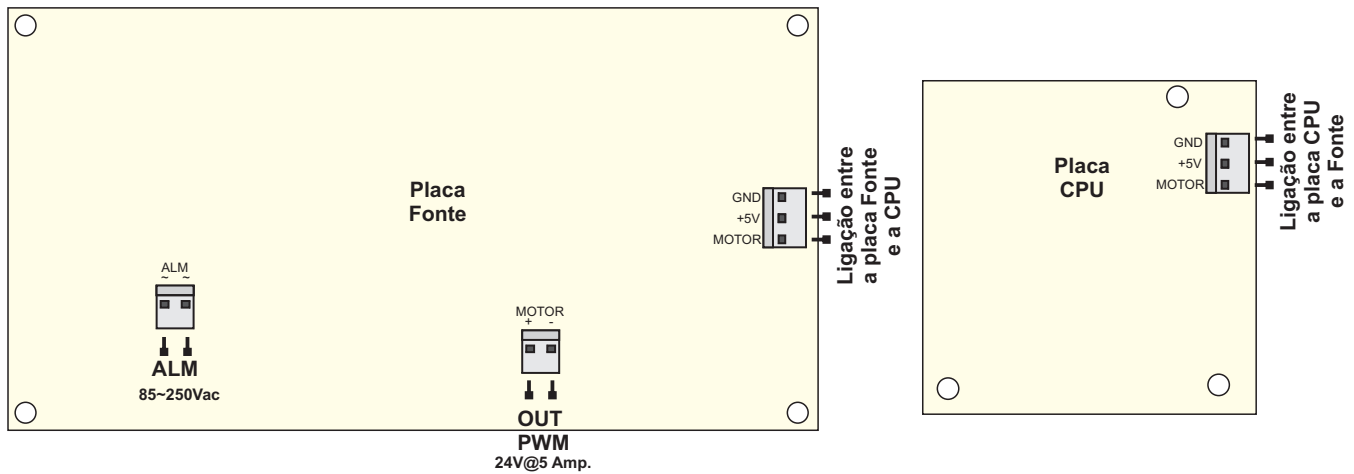 Placa
Fonte
GND
+5V
MOTOR
Ligação entre
a placa Fonte
e a CPU
ALM
~ ~
ALM
85~250Vac
MOTOR
+ -
OUT
PWM
24V@5 Amp.
Placa
CPU
GND
+5V
MOTOR
Ligação entre
a placa CPU
e a Fonte